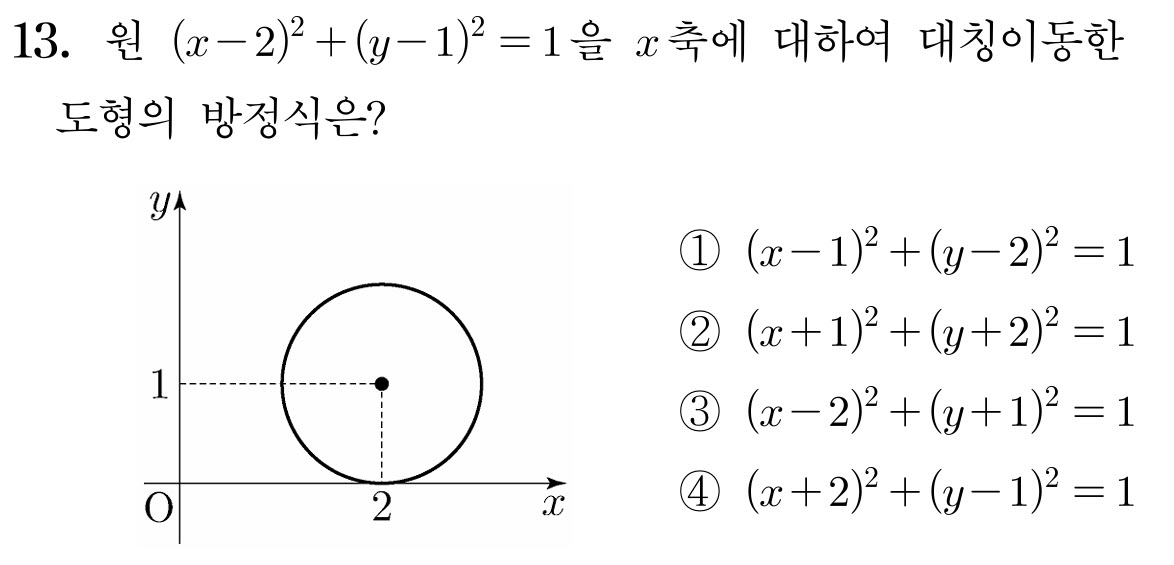 13. 원 (x-2)²+(y-1)²=1을 x축에 대하여 대칭이동한
도형의 방정식은?
y
1
O
2
x
① (x-1)²+(y-2)²=1
② (x+1)²+(y+2)²=1
③ (x-2)²+(y+1)²=1
④ (x+2)²+(y-1)²=1